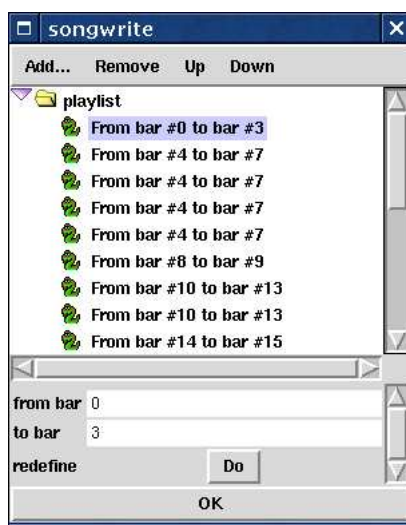 songwrite
Add... Remove Up Down
playlist
From bar #0 to bar #3
From bar #4 to bar #7
From bar #4 to bar #7
From bar #4 to bar #7
From bar #4 to bar #7
From bar #8 to bar #9
From bar #10 to bar #13
From bar #10 to bar #13
From bar #14 to bar #15
from bar 0
to bar 3
redefine Do
OK